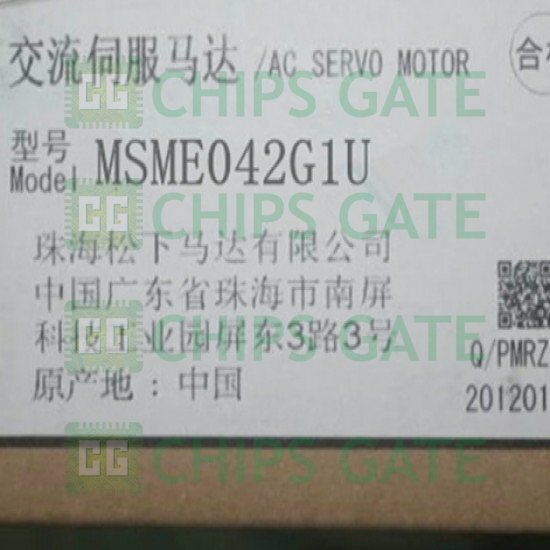 交流伺服马达 /AC SERVO MOTOR
合
型号
Model MSME042G1U
珠海松下马达有限公司
中国广东省珠海市南屏
科技工业园屏东3路3号
原产地：中国
Q/PMRZ
201201
CHIPS GATE
CHIPS GATE
CHIPS GATE
CHIPS GATE